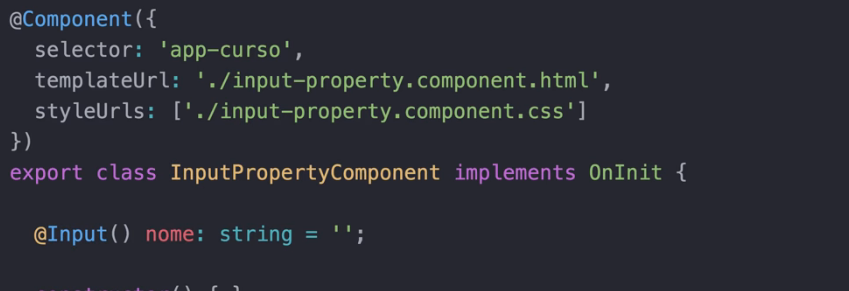 @Component({
  selector: 'app-curso',
  templateUrl: './input-property.component.html',
  styleUrls: ['./input-property.component.css']
})
export class InputPropertyComponent implements OnInit {
  @Input() nome: string = '';
  constructor() { }